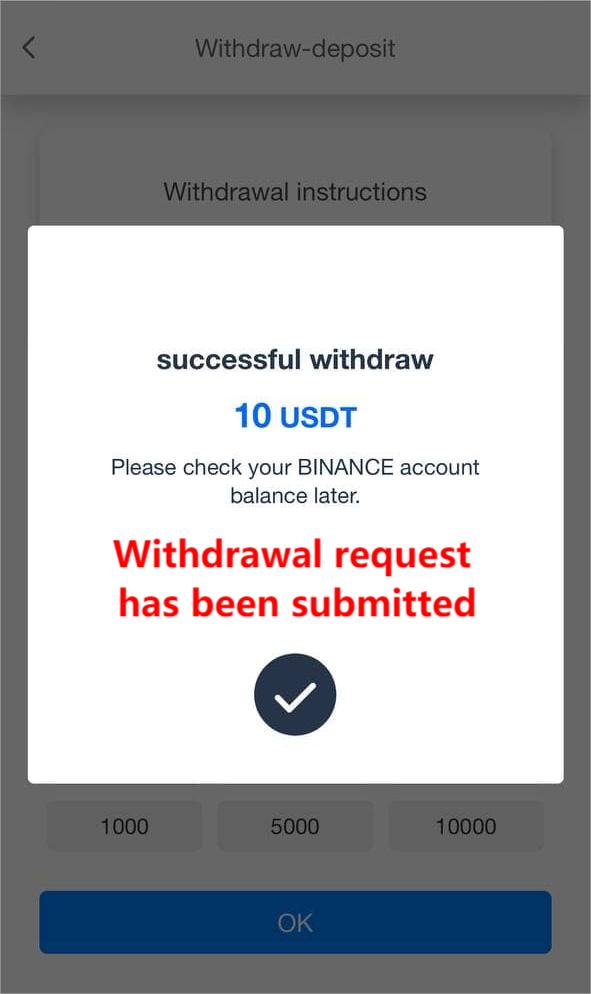 Withdraw-deposit
Withdrawal instructions
successful withdraw
10 USDT
Please check your BINANCE account
balance later.
Withdrawal request
has been submitted
1000 5000 10000
OK